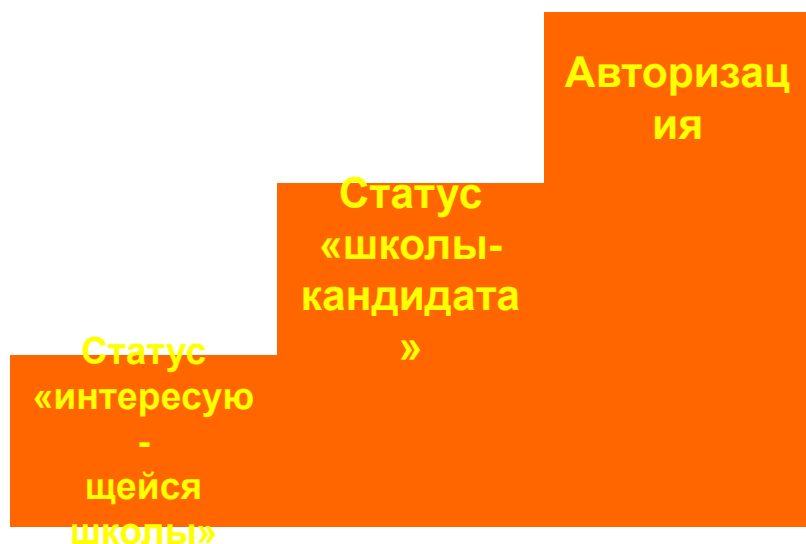 Авторизац
ия
Статус
«школы-
кандидата
»
Статус
«интересую
-
щейся
школы»